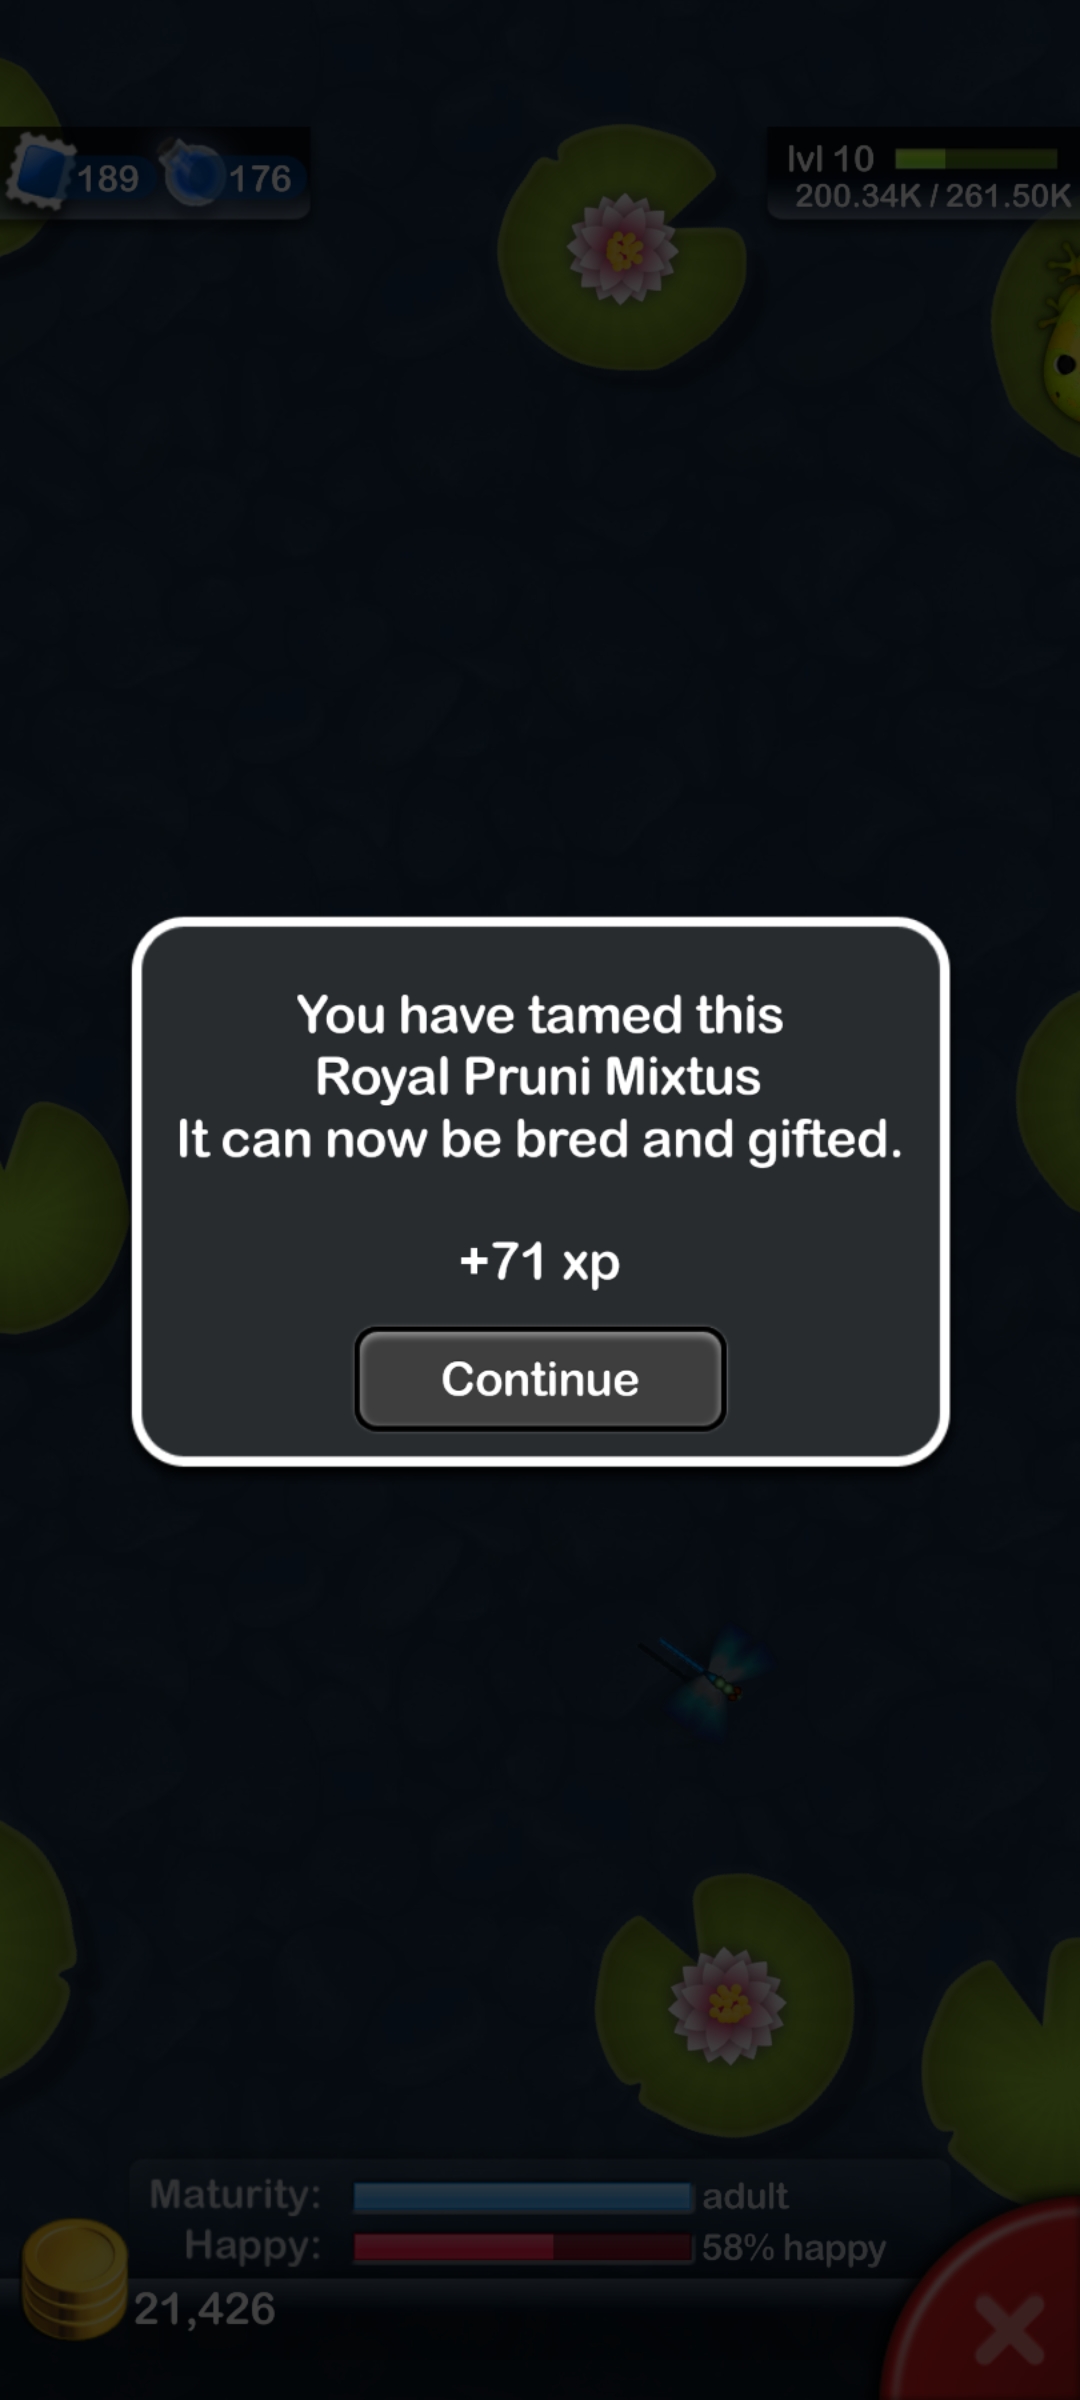 189
176
lvl 10
200.34K / 261.50K
You have tamed this
Royal Pruni Mixtus
It can now be bred and gifted.
+71 xp
Continue
Maturity: adult
Happy: 58% happy
21,426